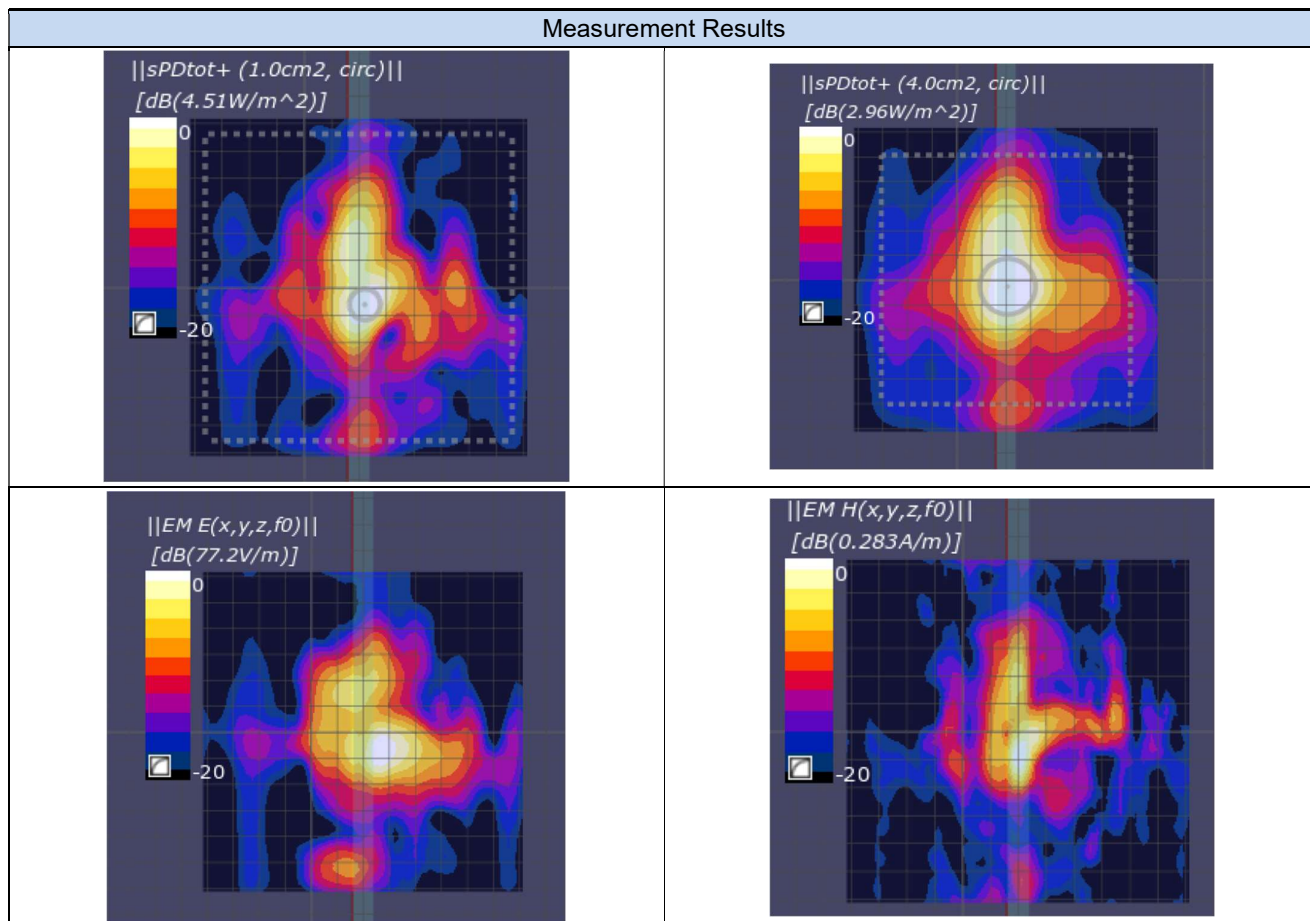 Measurement Results
||sPDtot+ (1.0cm2, circ)||
[dB(4.51W/m^2)]
0
-20
||sPDtot+ (4.0cm2, circ)||
[dB(2.96W/m^2)]
0
-20
||EM E(x,y,z,f0)||
[dB(77.2V/m)]
0
-20
||EM H(x,y,z,f0)||
[dB(0.283A/m)]
0
-20